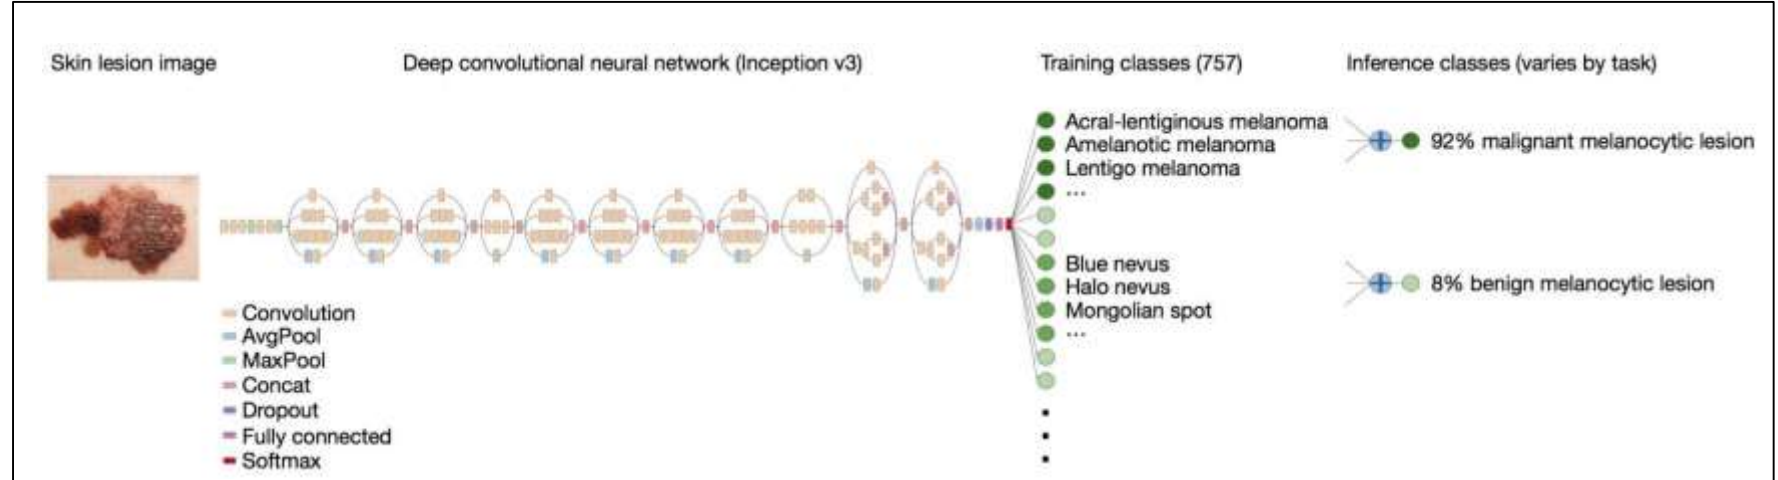 Skin lesion image
Deep convolutional neural network (Inception v3)
Training classes (757)
Inference classes (varies by task)
Acral-lentiginous melanoma
Amelanotic melanoma
Lentigo melanoma
...
Blue nevus
Halo nevus
Mongolian spot
...
92% malignant melanocytic lesion
8% benign melanocytic lesion
Convolution
AvgPool
MaxPool
Concat
Dropout
Fully connected
Softmax